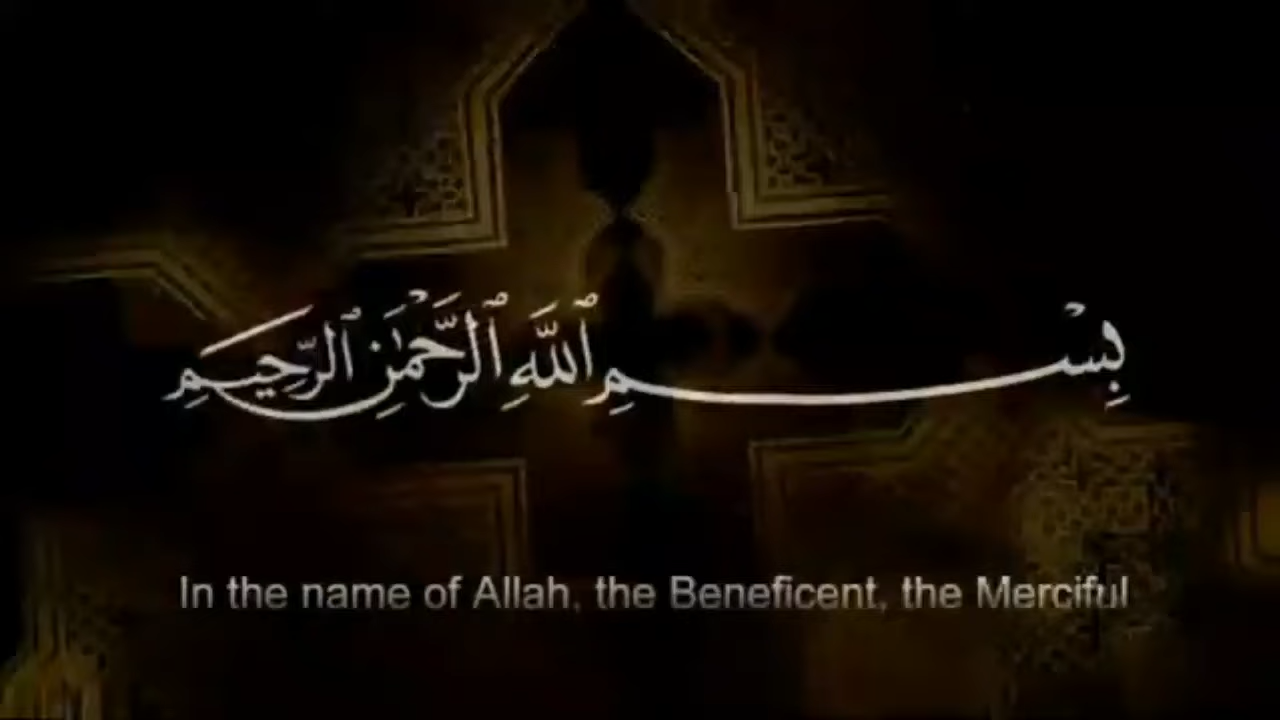 بِسْمِ ٱللَّهِ ٱلرَّحْمَٰنِ ٱلرَّحِيمِ
In the name of Allah, the Beneficent, the Merciful